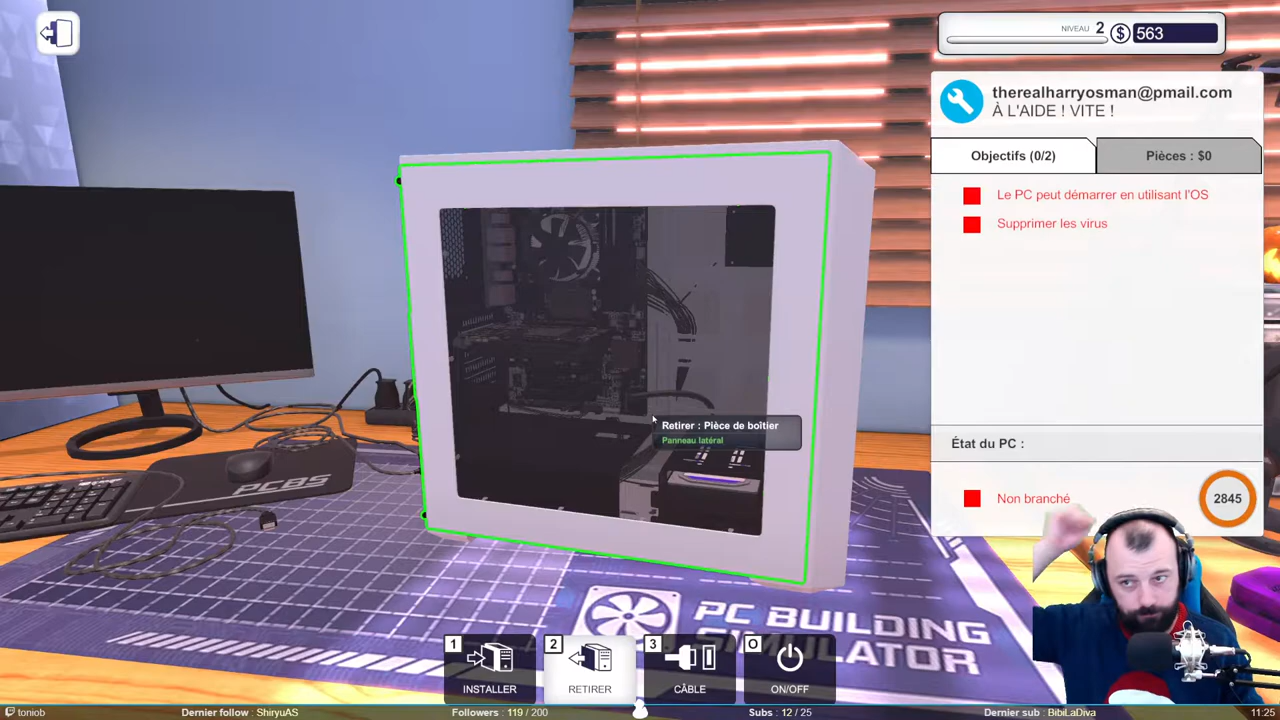 NIVEAU 2 $ 563
therealharryosman@pmail.com
À L'AIDE ! VITE !
Objectifs (0/2)
Pièces : $0
Le PC peut démarrer en utilisant l'OS
Supprimer les virus
Retirer : Pièce de boîtier
Panneau latéral
État du PC :
Non branché
2845
PCBS
PC BUILDING
SIMULATOR
1
INSTALLER
2
RETIRER
3
CÂBLE
O
ON/OFF
toniob
Dernier follow : ShiryuAS
Followers : 119 / 200
Subs : 12 / 25
Dernier sub : BibiLaDiva
11:25